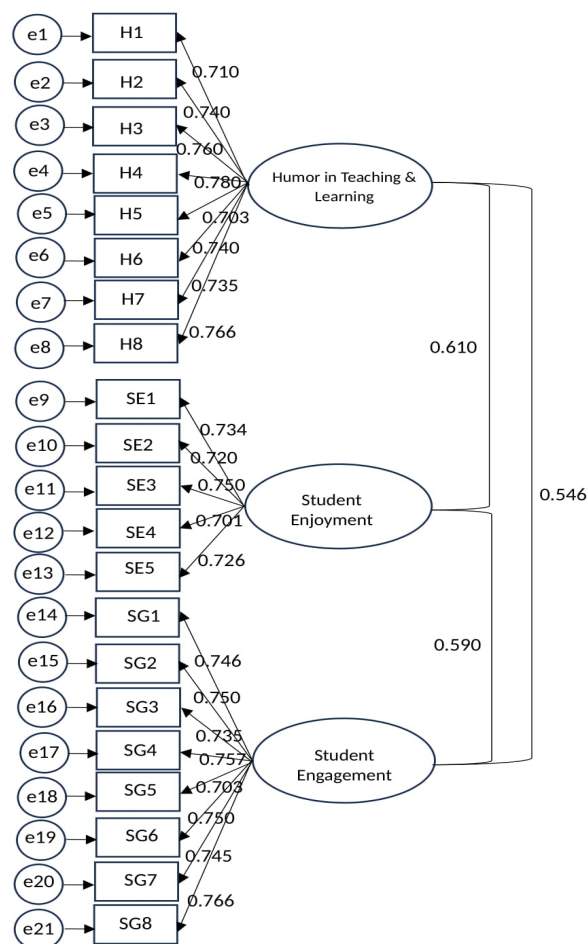 e1
H1
e2
H2
0.710
e3
H3
0.740
0.760
e4
H4
0.780
Humor in Teaching &
Learning
e5
H5
0.703
e6
H6
0.740
e7
H7
0.735
e8
H8
0.766
0.610
e9
SE1
0.734
e10
SE2
0.720
e11
SE3
0.750
Student
Enjoyment
0.546
e12
SE4
0.701
e13
SE5
0.726
e14
SG1
0.590
e15
SG2
0.746
e16
SG3
0.750
0.735
e17
SG4
0.757
Student
Engagement
e18
SG5
0.703
e19
SG6
0.750
0.745
e20
SG7
0.766
e21
SG8